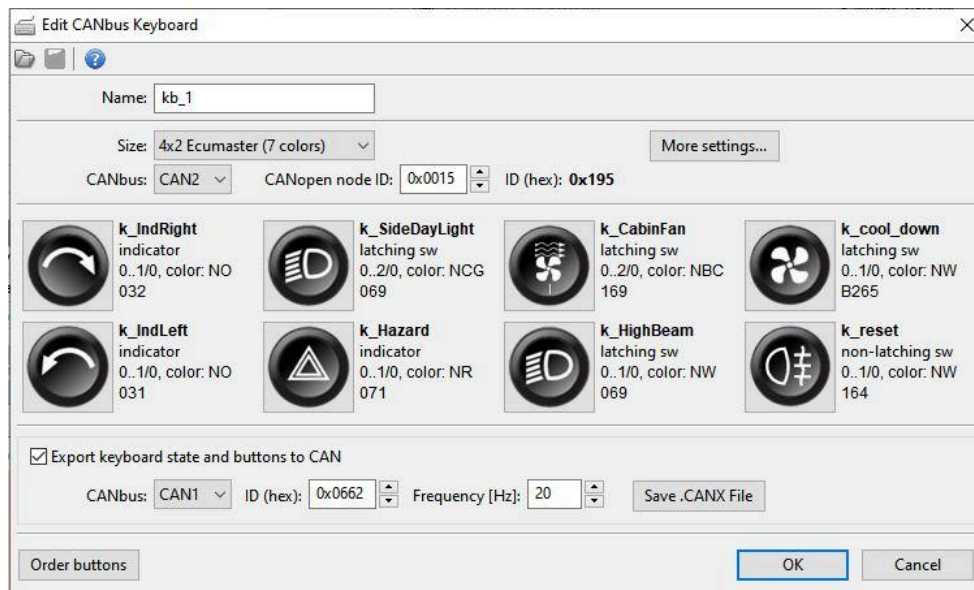 Edit CANbus Keyboard
Name: kb_1
Size: 4x2 Ecumaster (7 colors) More settings...
CANbus: CAN2 CANopen node ID: 0x0015 ID (hex): 0x195
k_IndRight
indicator
0..1/0, color: NO
032
k_SideDayLight
latching sw
0..2/0, color: NCG
069
k_CabinFan
latching sw
0..2/0, color: NBC
169
k_cool_down
latching sw
0..1/0, color: NW
B265
k_IndLeft
indicator
0..1/0, color: NO
031
k_Hazard
indicator
0..1/0, color: NR
071
k_HighBeam
latching sw
0..1/0, color: NW
069
k_reset
non-latching sw
0..1/0, color: NW
164
Export keyboard state and buttons to CAN
CANbus: CAN1 ID (hex): 0x0662 Frequency [Hz]: 20 Save .CANX File
Order buttons OK Cancel